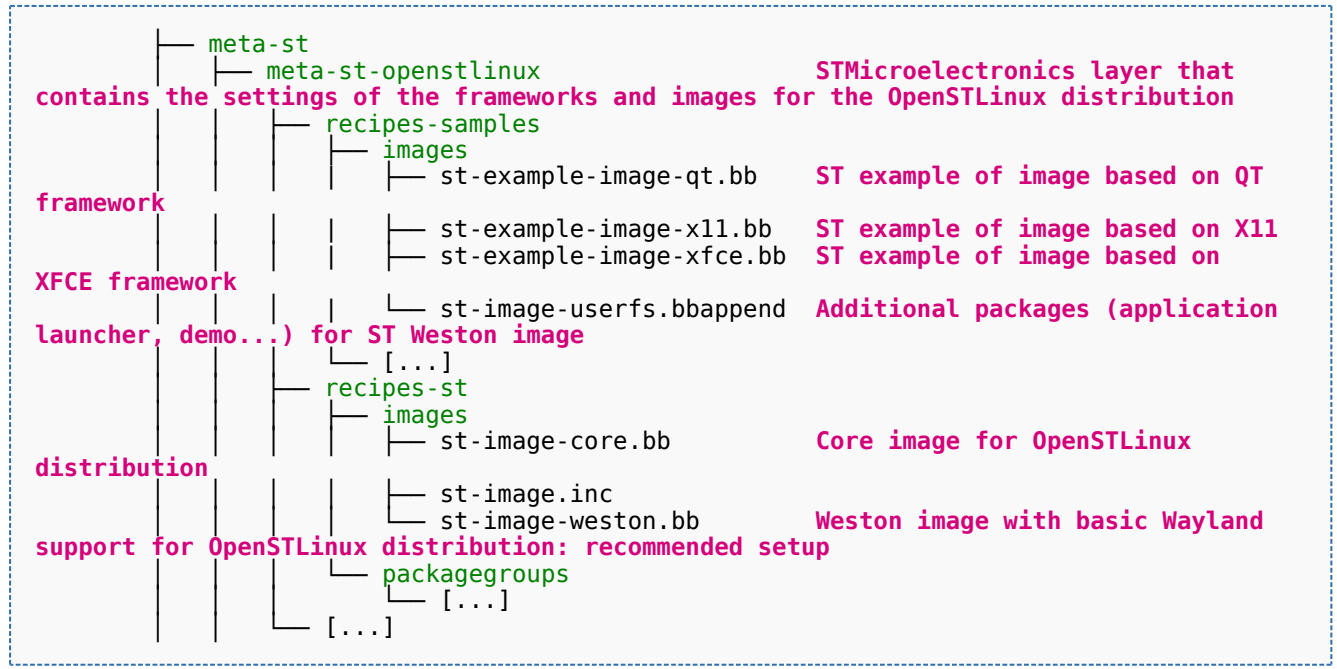 ├── meta-st
│   ├── meta-st-openstlinux                   STMicroelectronics layer that
contains the settings of the frameworks and images for the OpenSTLinux distribution
│   │   ├── recipes-samples
│   │   │   ├── images
│   │   │   |   ├── st-example-image-qt.bb    ST example of image based on QT
framework
│   │   │   |   ├── st-example-image-x11.bb   ST example of image based on X11
│   │   │   |   ├── st-example-image-xfce.bb  ST example of image based on
XFCE framework
│   │   │   |   └── st-image-userfs.bbappend  Additional packages (application
launcher, demo...) for ST Weston image
│   │   │   └── [...]
│   │   ├── recipes-st
│   │   │   ├── images
│   │   │   │   ├── st-image-core.bb          Core image for OpenSTLinux
distribution
│   │   │   │   ├── st-image.inc
│   │   │   │   └── st-image-weston.bb        Weston image with basic Wayland
support for OpenSTLinux distribution: recommended setup
│   │   │   └── packagegroups
│   │   │       └── [...]
│   │   └── [...]